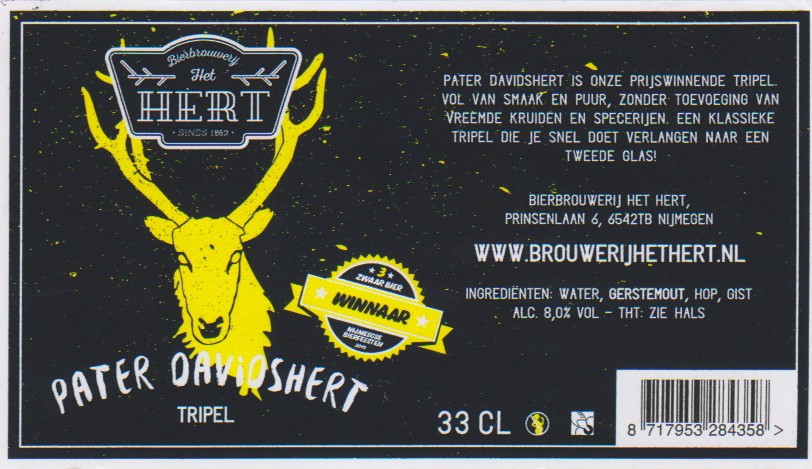 Bierbrouwerij
Het
HERT
· SINDS 1863 ·
3
ZWAAR BIER
WINNAAR
NIJMEEGSE
BIERFEESTEN
PATER DAViDSHERT
TRIPEL
PATER DAVIDSHERT IS ONZE PRIJSWINNENDE TRIPEL.
VOL VAN SMAAK EN PUUR, ZONDER TOEVOEGING VAN
VREEMDE KRUIDEN EN SPECERIJEN. EEN KLASSIEKE
TRIPEL DIE JE SNEL DOET VERLANGEN NAAR EEN
TWEEDE GLAS!
BIERBROUWERIJ HET HERT,
PRINSENLAAN 6, 6542TB NIJMEGEN
WWW.BROUWERIJHETHERT.NL
INGREDIËNTEN: WATER, GERSTEMOUT, HOP, GIST
ALC. 8,0% VOL - THT: ZIE HALS
33 CL
8 717953 284358 >